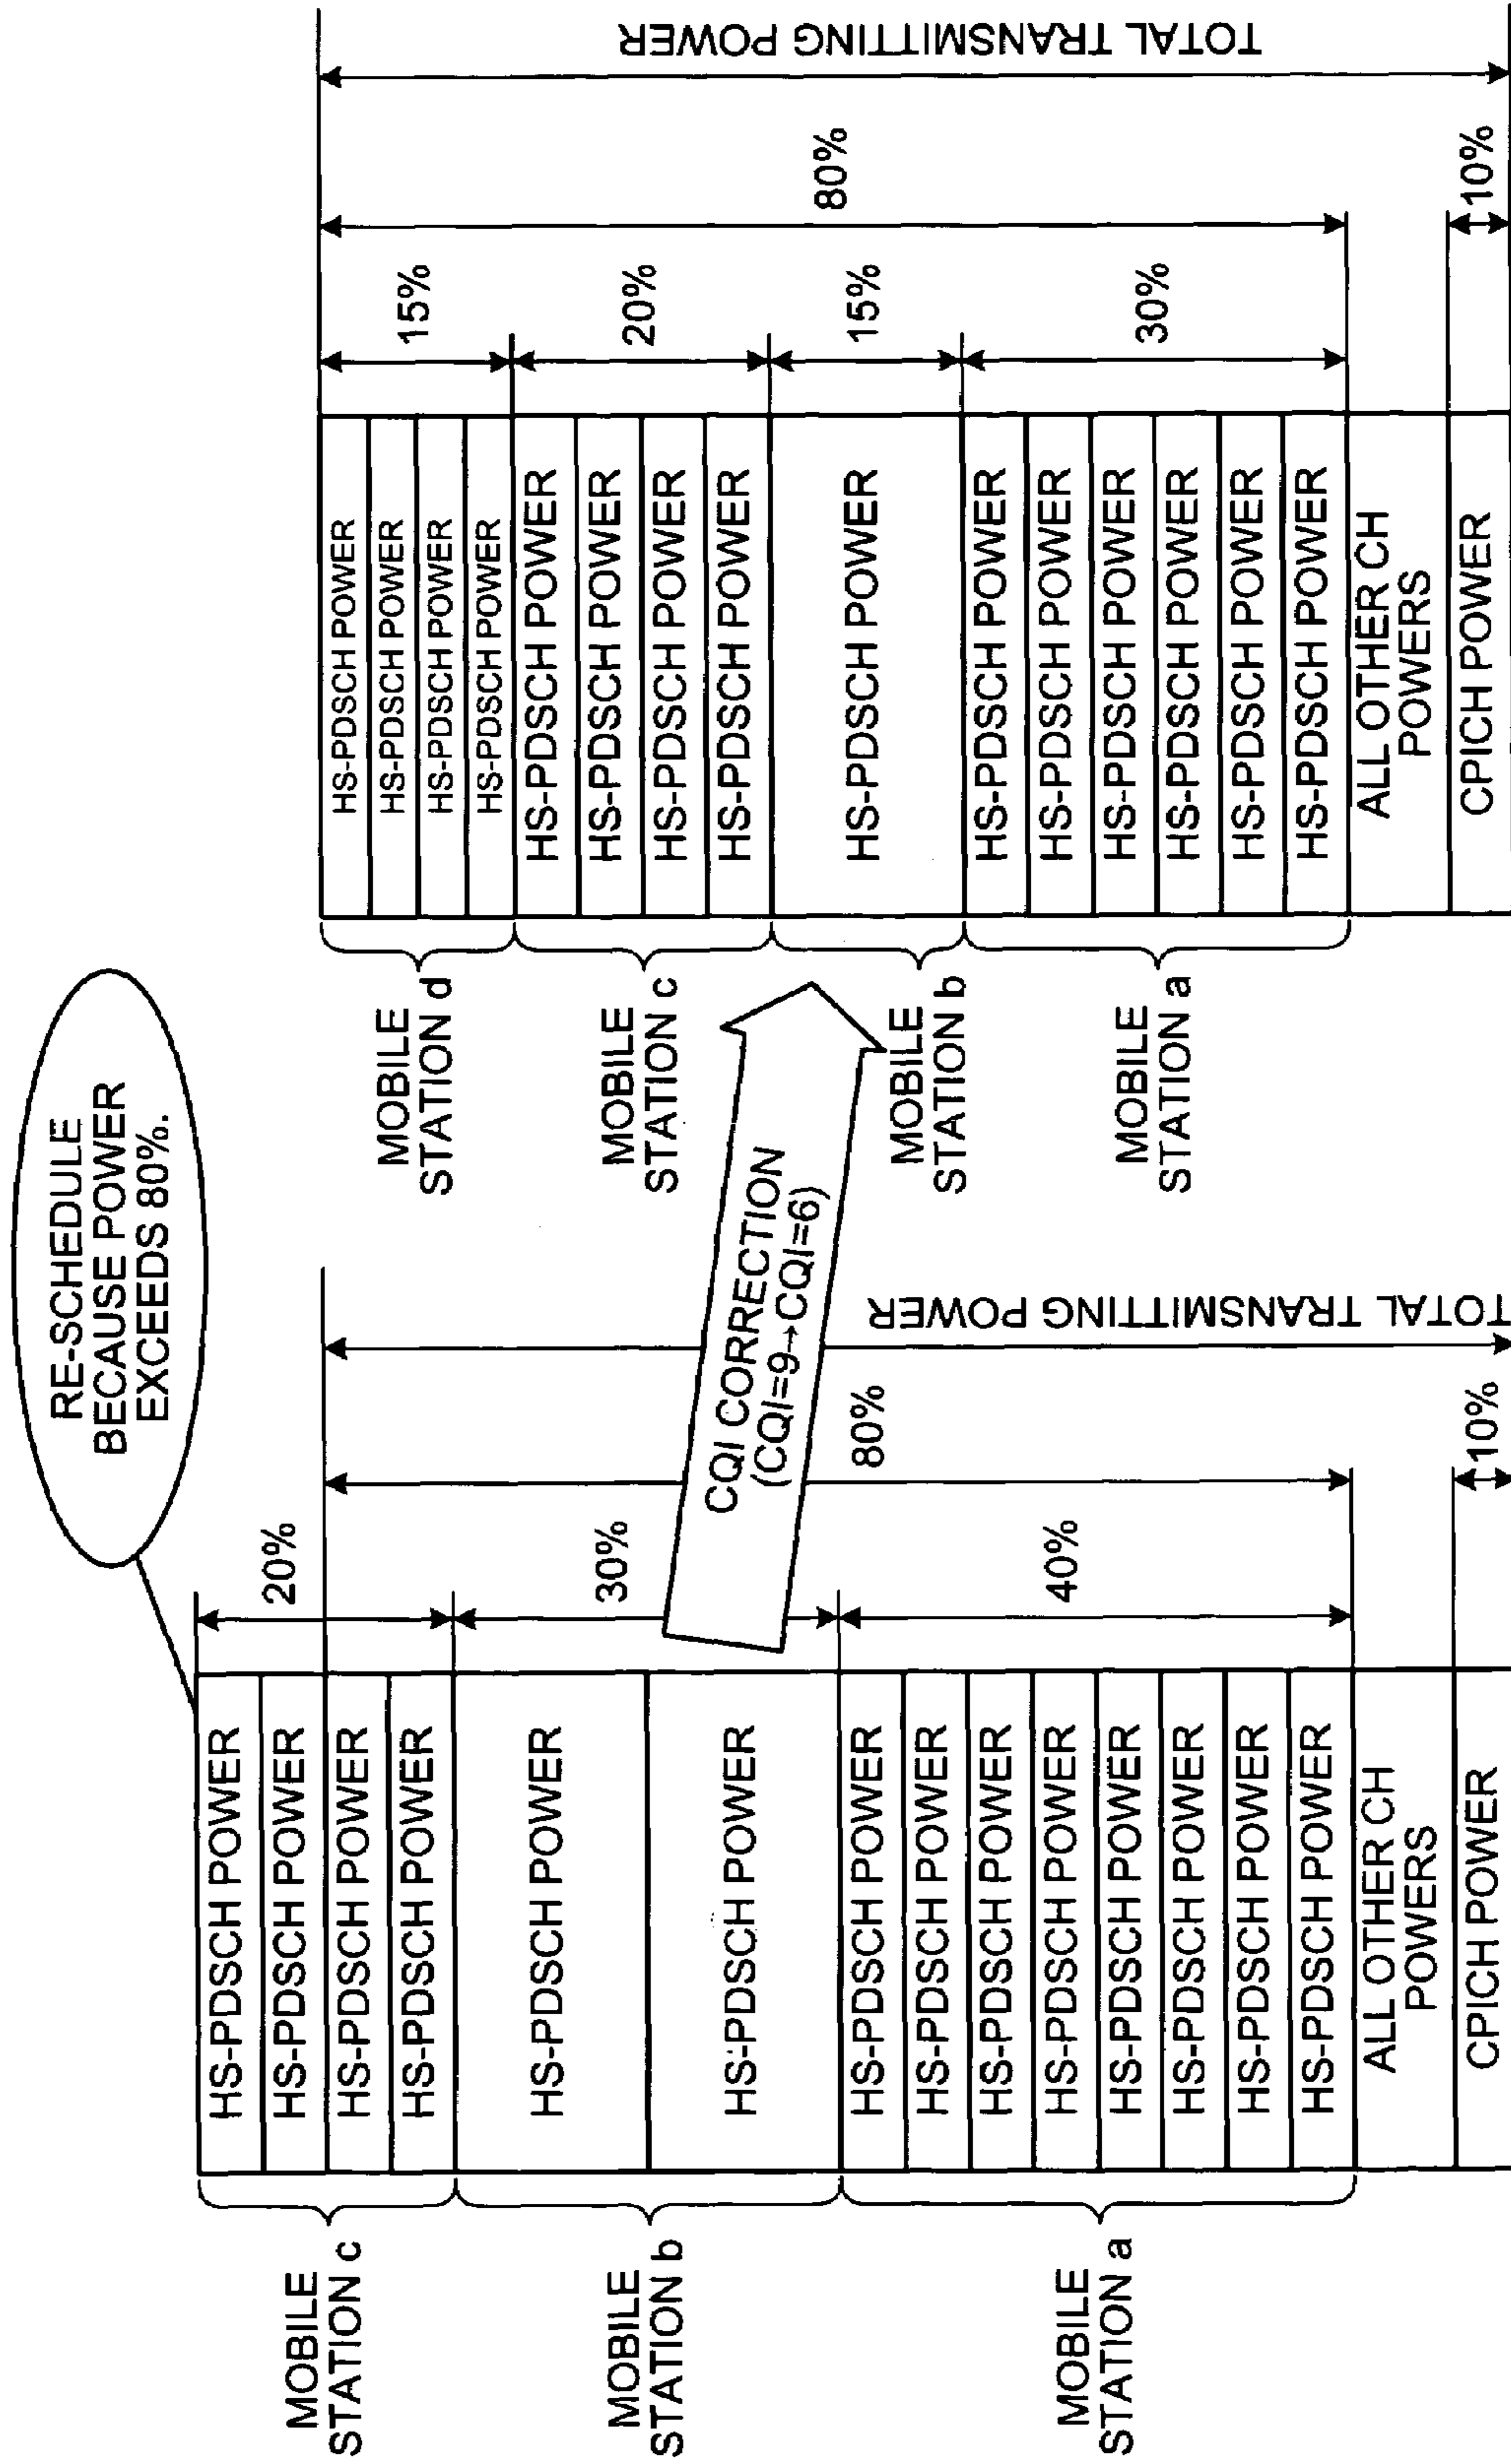 RE-SCHEDULE
BECAUSE POWER
EXCEEDS 80%.
MOBILE
STATION c
HS-PDSCH POWER
HS-PDSCH POWER
HS-PDSCH POWER
HS-PDSCH POWER
20%
MOBILE
STATION b
HS-PDSCH POWER
HS-PDSCH POWER
30%
MOBILE
STATION a
HS-PDSCH POWER
HS-PDSCH POWER
HS-PDSCH POWER
HS-PDSCH POWER
HS-PDSCH POWER
HS-PDSCH POWER
HS-PDSCH POWER
HS-PDSCH POWER
40%
ALL OTHER CH
POWERS
CPICH POWER
10%
80%
TOTAL TRANSMITTING POWER
CQI CORRECTION
(CQI=9→CQI=6)
MOBILE
STATION d
HS-PDSCH POWER
HS-PDSCH POWER
HS-PDSCH POWER
HS-PDSCH POWER
15%
MOBILE
STATION c
HS-PDSCH POWER
HS-PDSCH POWER
HS-PDSCH POWER
HS-PDSCH POWER
20%
MOBILE
STATION b
HS-PDSCH POWER
15%
MOBILE
STATION a
HS-PDSCH POWER
HS-PDSCH POWER
HS-PDSCH POWER
HS-PDSCH POWER
HS-PDSCH POWER
HS-PDSCH POWER
30%
ALL OTHER CH
POWERS
CPICH POWER
10%
80%
TOTAL TRANSMITTING POWER